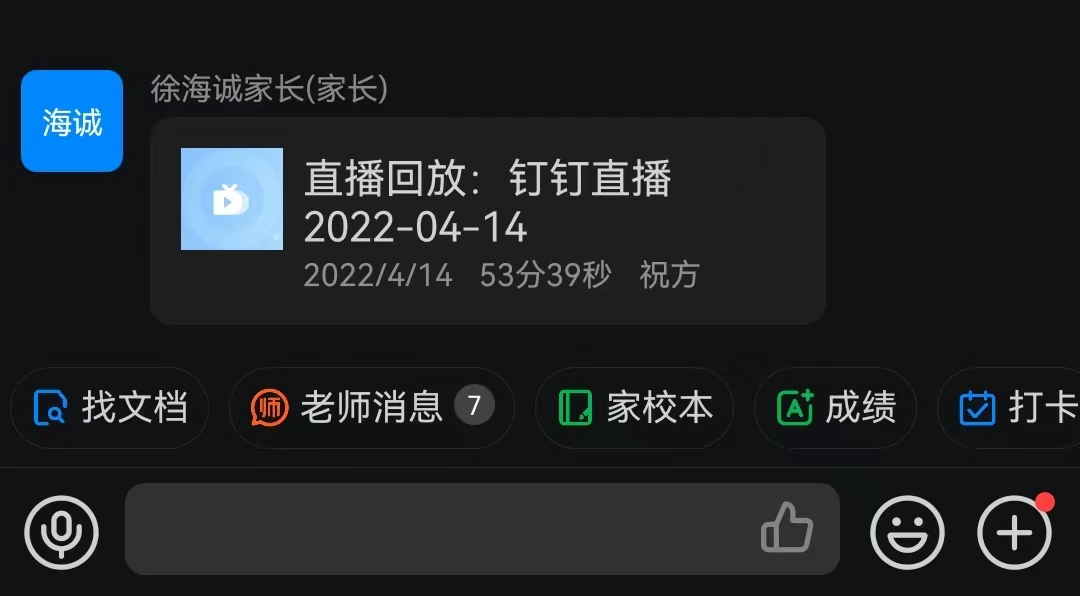 徐海诚家长(家长)
海诚
直播回放：钉钉直播
2022-04-14
2022/4/14 53分39秒 祝方
找文档 师 老师消息 7 家校本 A+ 成绩 打卡